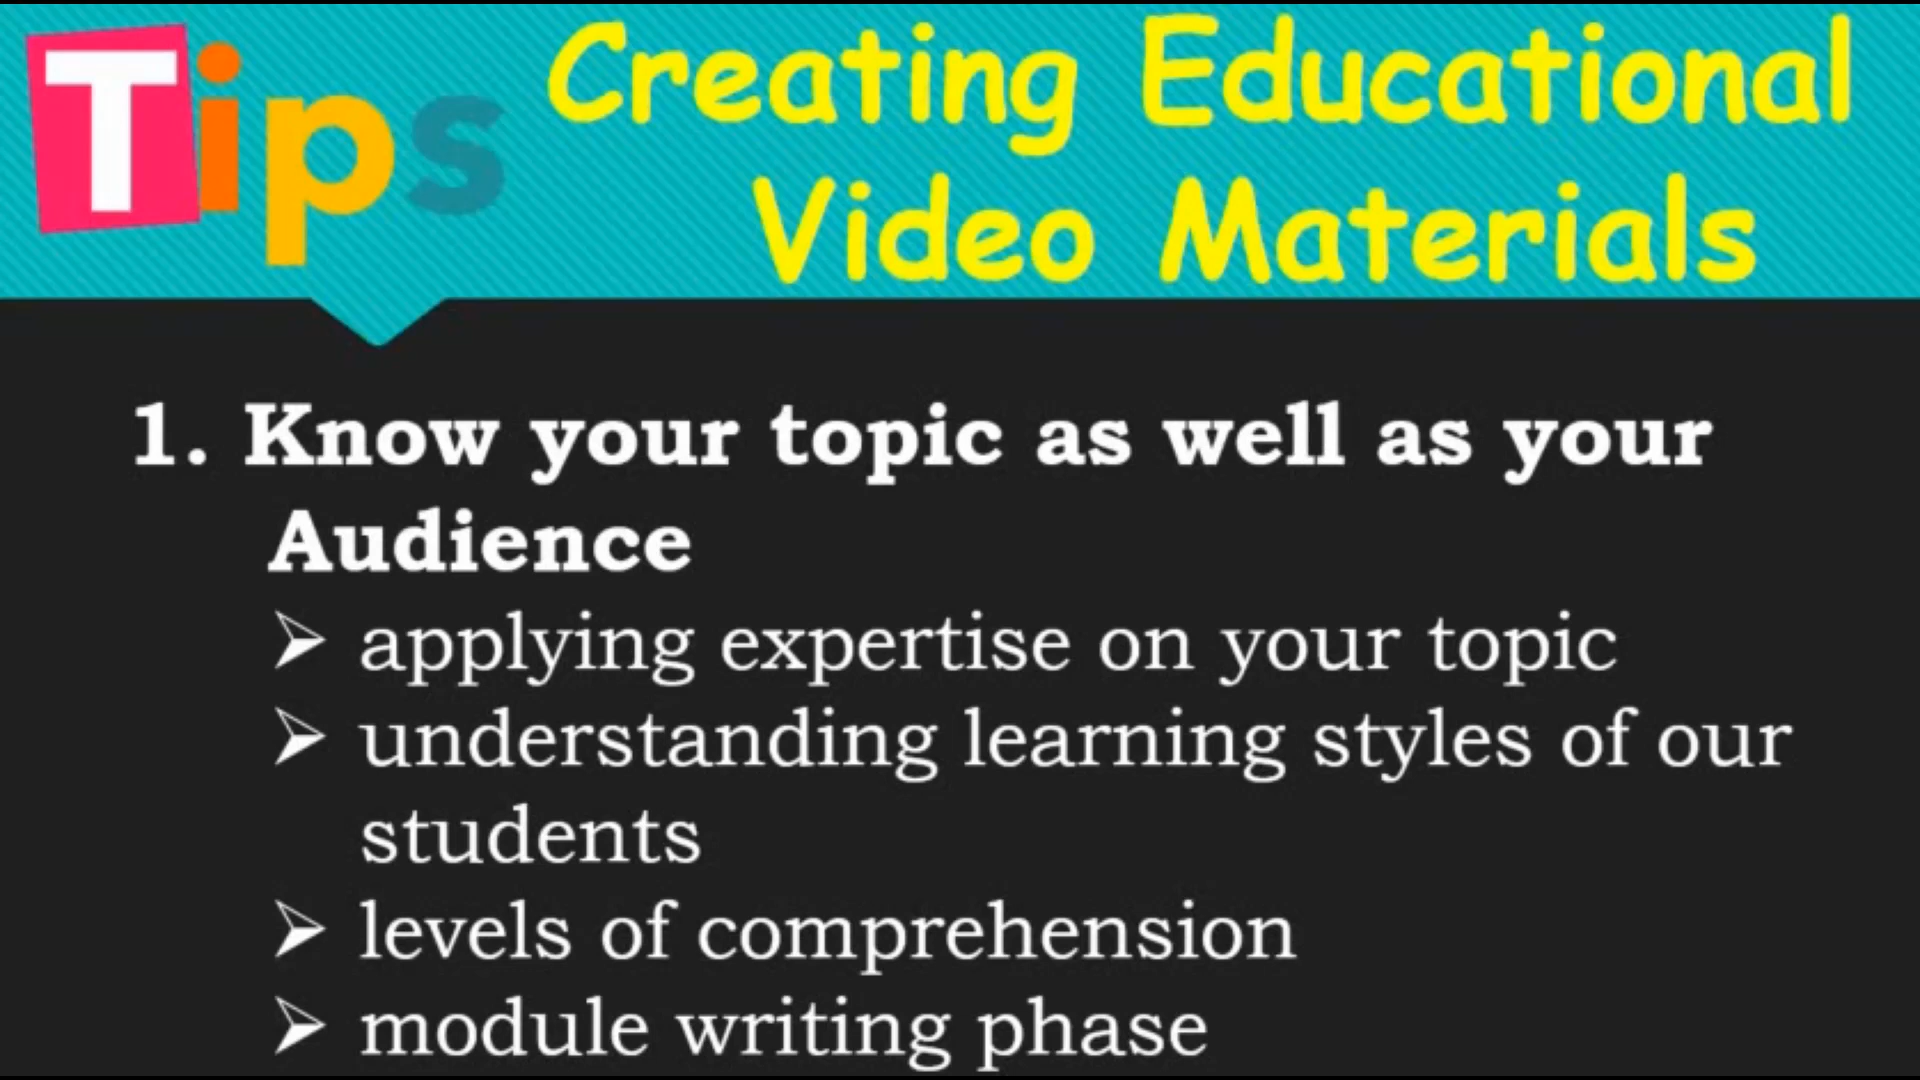 Tips
Creating Educational
Video Materials
1. Know your topic as well as your
Audience
➢ applying expertise on your topic
➢ understanding learning styles of our
students
➢ levels of comprehension
➢ module writing phase